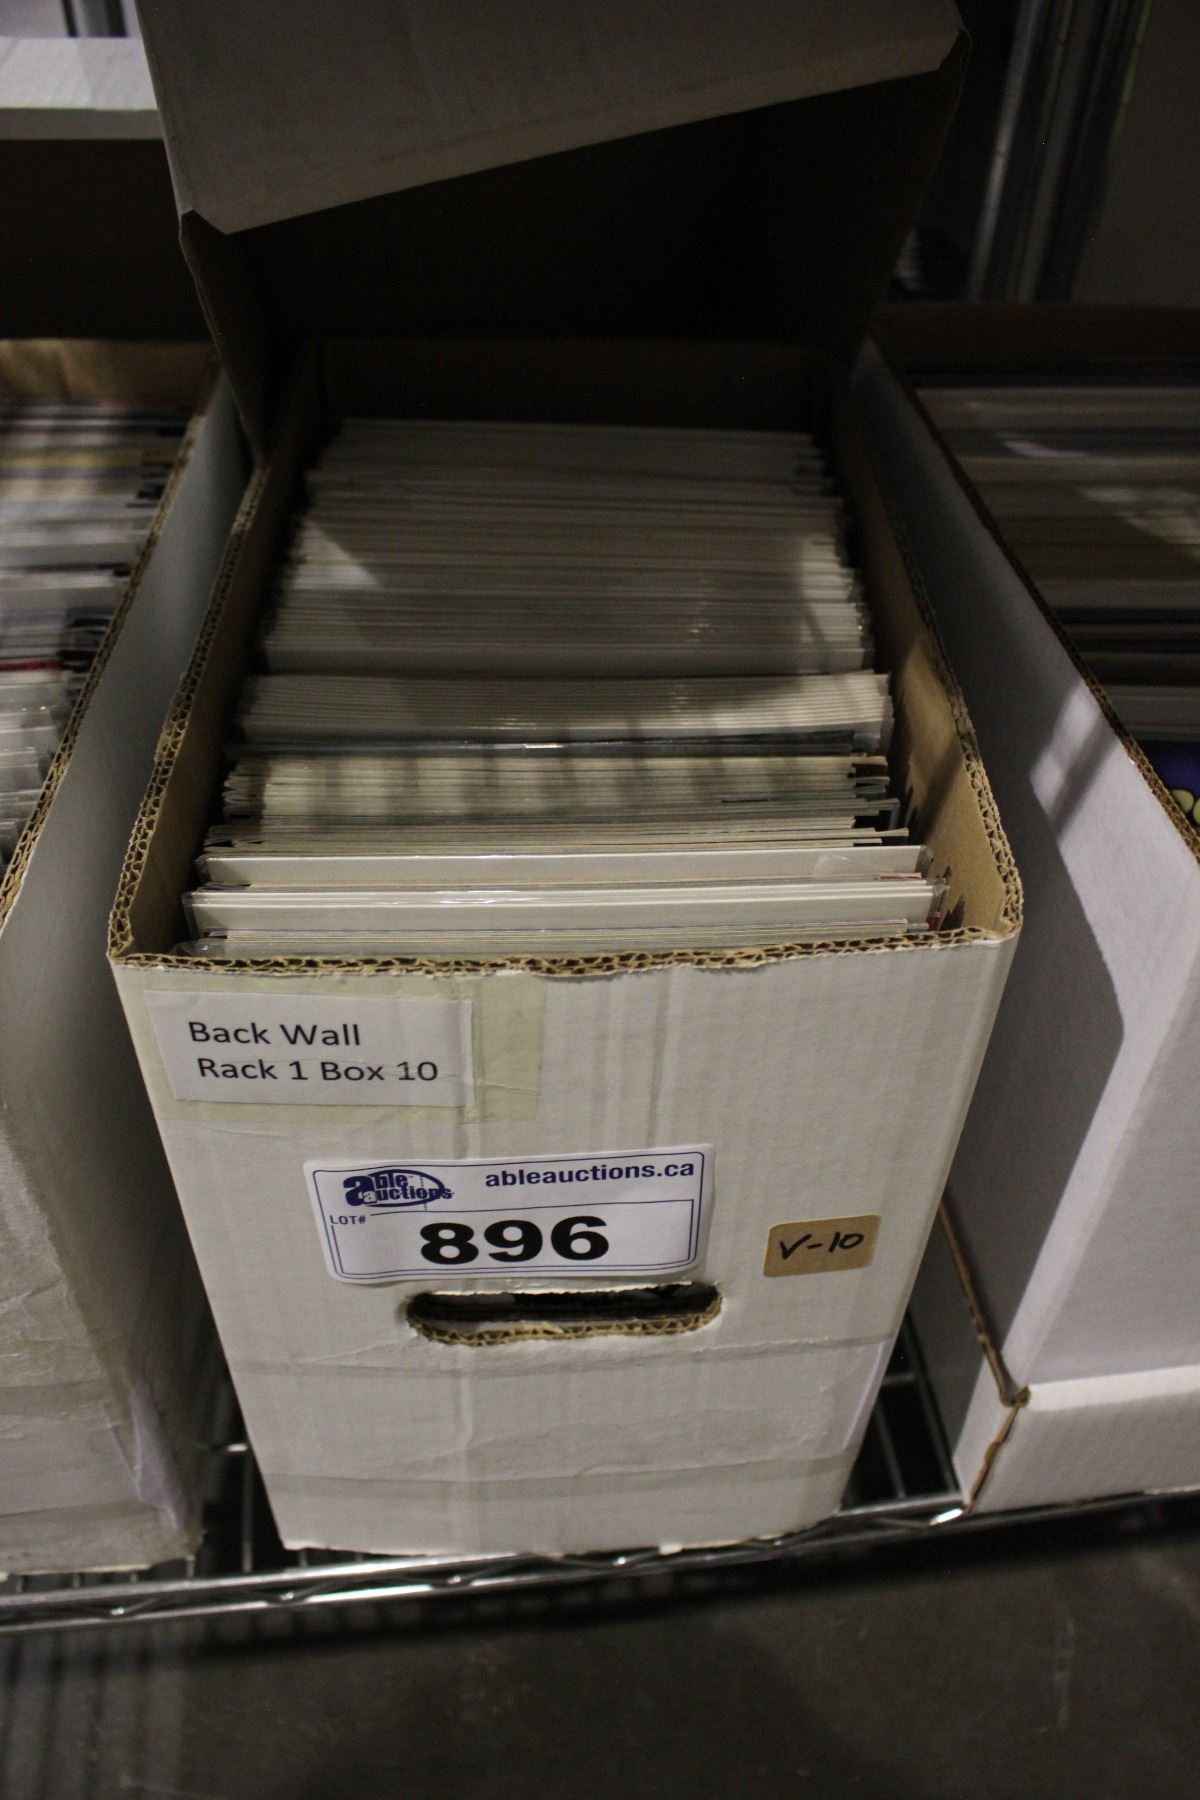 Back Wall
Rack 1 Box 10
able auctions
ableauctions.ca
LOT#
896
V-10